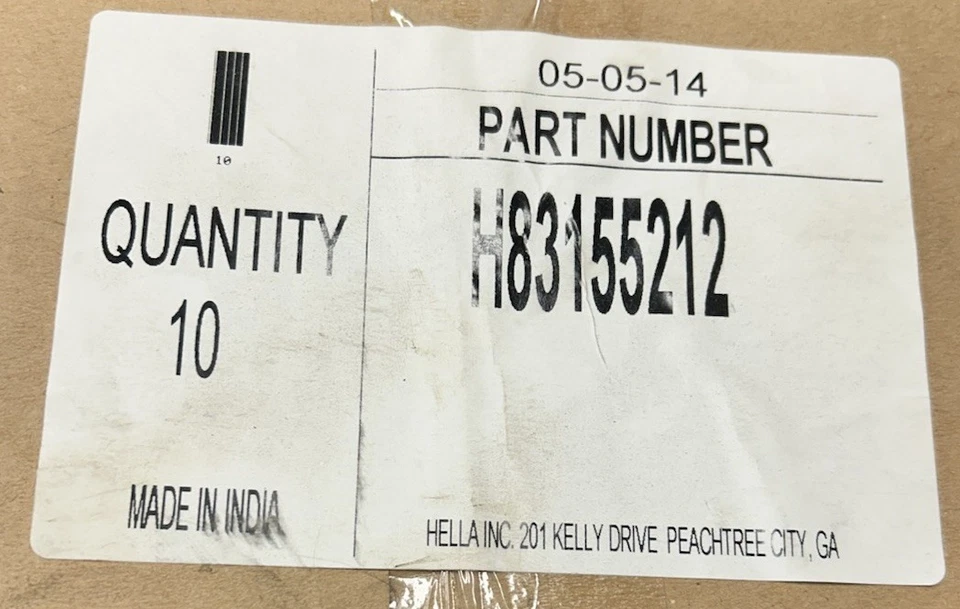 10
QUANTITY
10
MADE IN INDIA
05-05-14
PART NUMBER
H83155212
HELLA INC. 201 KELLY DRIVE PEACHTREE CITY, GA